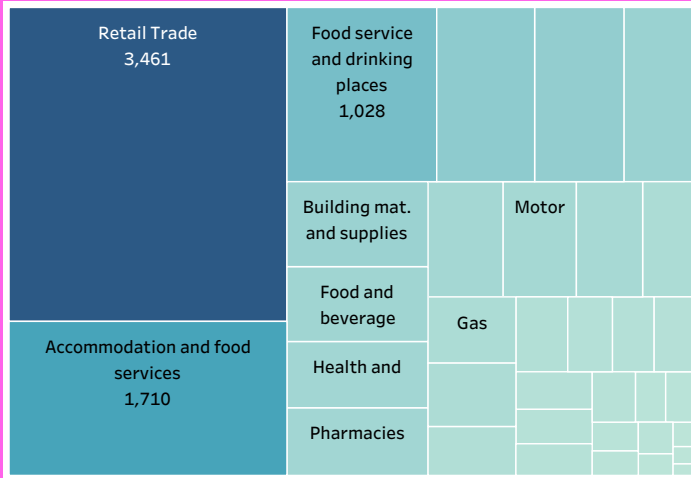 Retail Trade
3,461
Accommodation and food
services
1,710
Food service
and drinking
places
1,028
Building mat.
and supplies
Food and
beverage
Health and
Pharmacies
Motor
Gas